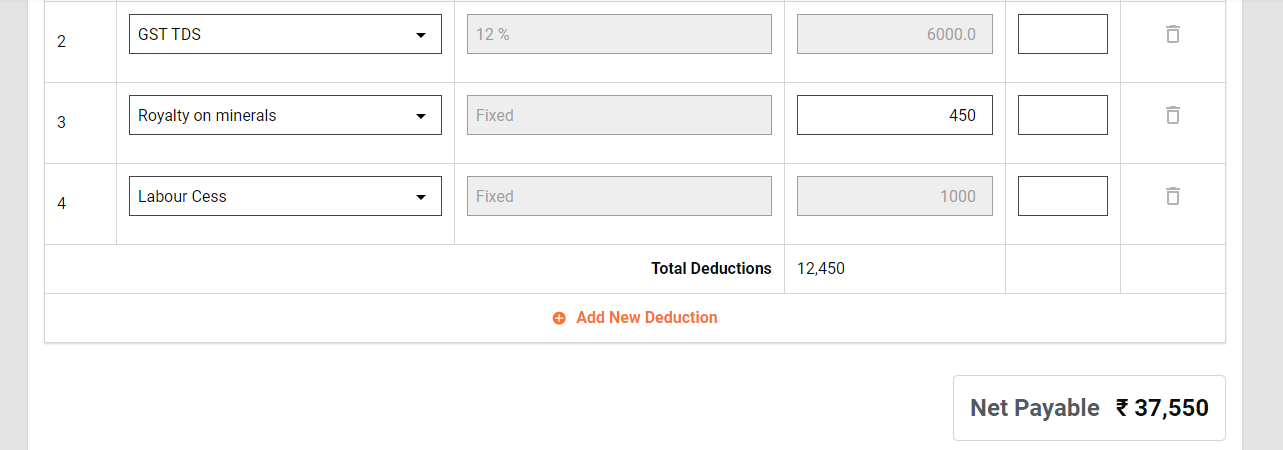 2 GST TDS 12 % 6000.0
3 Royalty on minerals Fixed 450
4 Labour Cess Fixed 1000
Total Deductions 12,450
Add New Deduction
Net Payable ₹ 37,550